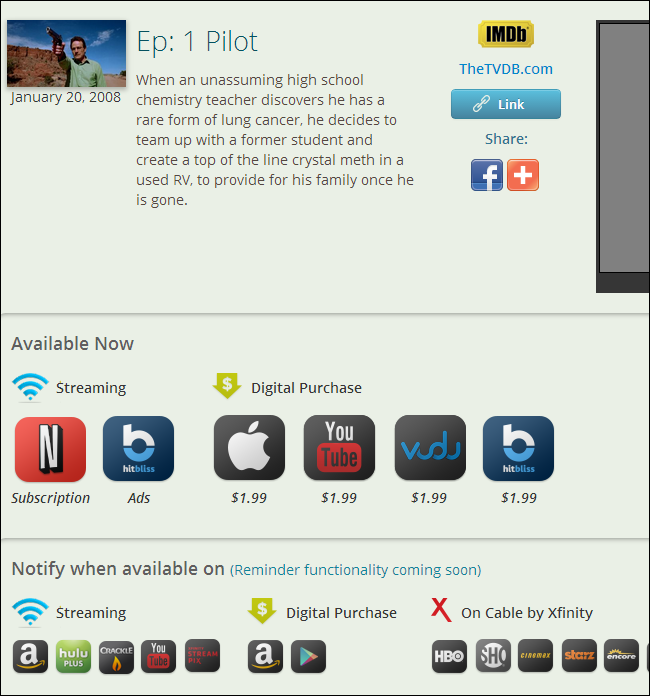 Ep: 1 Pilot
January 20, 2008
When an unassuming high school
chemistry teacher discovers he has a
rare form of lung cancer, he decides to
team up with a former student and
create a top of the line crystal meth in a
used RV, to provide for his family once he
is gone.
IMDb
TheTVDB.com
Link
Share:
Available Now
Streaming
Digital Purchase
N
hitbliss
You Tube
vudu
hitbliss
Subscription
Ads
$1.99
$1.99
$1.99
$1.99
Notify when available on (Reminder functionality coming soon)
Streaming
Digital Purchase
X On Cable by Xfinity
a
hulu PLUS
CRACKLE
You Tube
STREAM PIX
a
HBO
SHO
CINEMAX
starz
encore